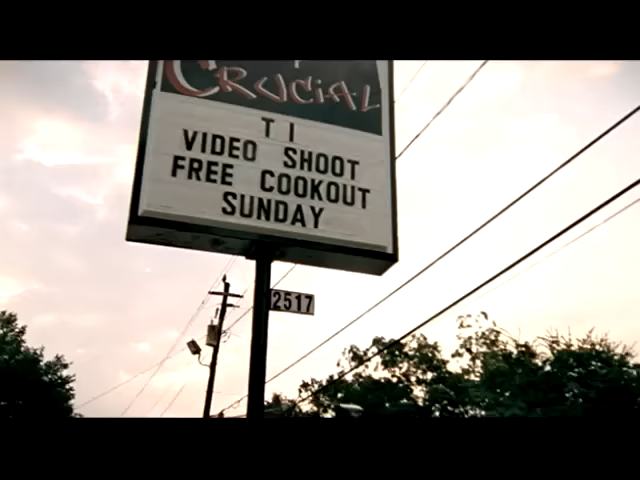 CRUCIAL
T I
VIDEO SHOOT
FREE COOKOUT
SUNDAY
2517